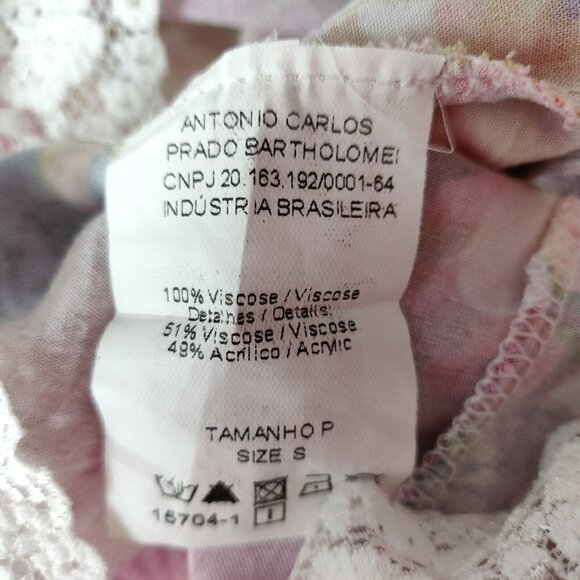 ANTONIO CARLOS
PRADO BARTHOLOMEI
CNPJ 20.163.192/0001-64
INDÚSTRIA BRASILEIRA
100% Viscose / Viscose
Detalhes / Details:
51% Viscose / Viscose
49% Acrílico / Acrylic
TAMANHO P
SIZE S
15704-1